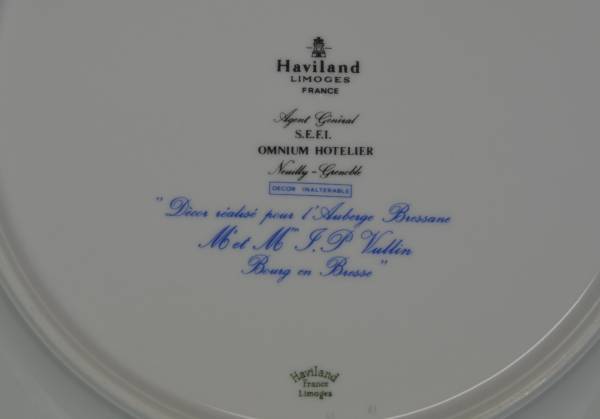 Haviland
LIMOGES
FRANCE
Agent Général
S.E.F.I.
OMNIUM HOTELIER
Neuilly - Grenoble
DECOR INALTERABLE
"Décor réalisé pour l'Auberge Bressane
Mr et Mme J.P Vullin
Bourg en Bresse"
Haviland
France
Limoges